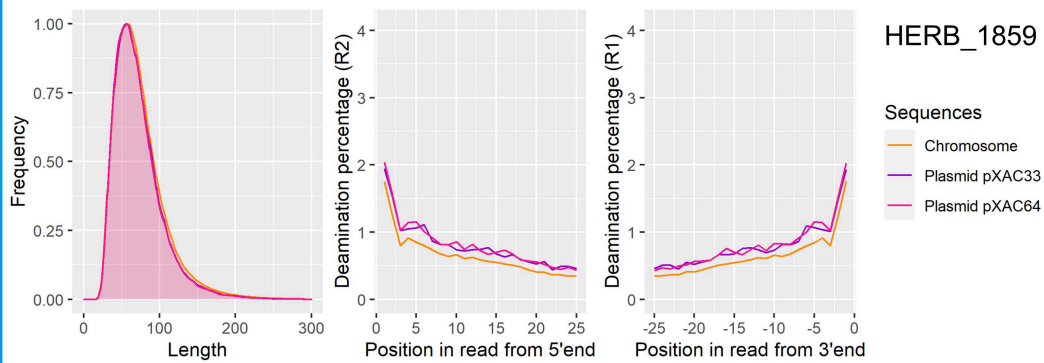 HERB_1859
Frequency
1.00
0.75
0.50
0.25
0.00
0
100
200
300
Length
Deamination percentage (R2)
4
3
2
1
0
0
5
10
15
20
25
Position in read from 5'end
Deamination percentage (R1)
4
3
2
1
0
-25
-20
-15
-10
-5
0
Position in read from 3'end
Sequences
Chromosome
Plasmid pXAC33
Plasmid pXAC64